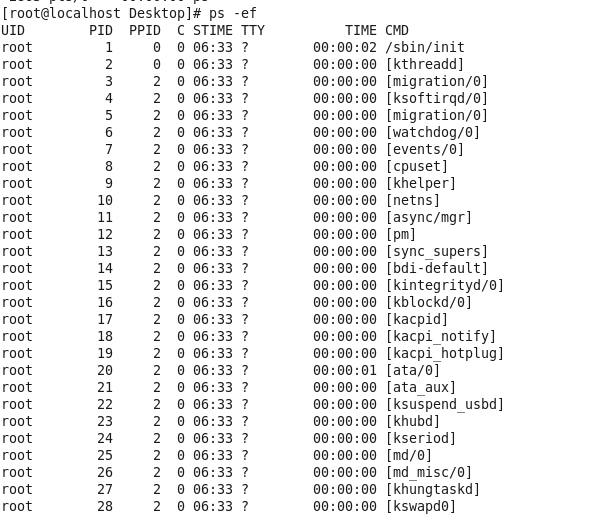 [root@localhost Desktop]# ps -ef
UID        PID  PPID  C STIME TTY          TIME CMD
root         1     0  0 06:33 ?        00:00:02 /sbin/init
root         2     0  0 06:33 ?        00:00:00 [kthreadd]
root         3     2  0 06:33 ?        00:00:00 [migration/0]
root         4     2  0 06:33 ?        00:00:00 [ksoftirqd/0]
root         5     2  0 06:33 ?        00:00:00 [migration/0]
root         6     2  0 06:33 ?        00:00:00 [watchdog/0]
root         7     2  0 06:33 ?        00:00:00 [events/0]
root         8     2  0 06:33 ?        00:00:00 [cpuset]
root         9     2  0 06:33 ?        00:00:00 [khelper]
root        10     2  0 06:33 ?        00:00:00 [netns]
root        11     2  0 06:33 ?        00:00:00 [async/mgr]
root        12     2  0 06:33 ?        00:00:00 [pm]
root        13     2  0 06:33 ?        00:00:00 [sync_supers]
root        14     2  0 06:33 ?        00:00:00 [bdi-default]
root        15     2  0 06:33 ?        00:00:00 [kintegrityd/0]
root        16     2  0 06:33 ?        00:00:00 [kblockd/0]
root        17     2  0 06:33 ?        00:00:00 [kacpid]
root        18     2  0 06:33 ?        00:00:00 [kacpi_notify]
root        19     2  0 06:33 ?        00:00:00 [kacpi_hotplug]
root        20     2  0 06:33 ?        00:00:01 [ata/0]
root        21     2  0 06:33 ?        00:00:00 [ata_aux]
root        22     2  0 06:33 ?        00:00:00 [ksuspend_usbd]
root        23     2  0 06:33 ?        00:00:00 [khubd]
root        24     2  0 06:33 ?        00:00:00 [kseriod]
root        25     2  0 06:33 ?        00:00:00 [md/0]
root        26     2  0 06:33 ?        00:00:00 [md_misc/0]
root        27     2  0 06:33 ?        00:00:00 [khungtaskd]
root        28     2  0 06:33 ?        00:00:00 [kswapd0]